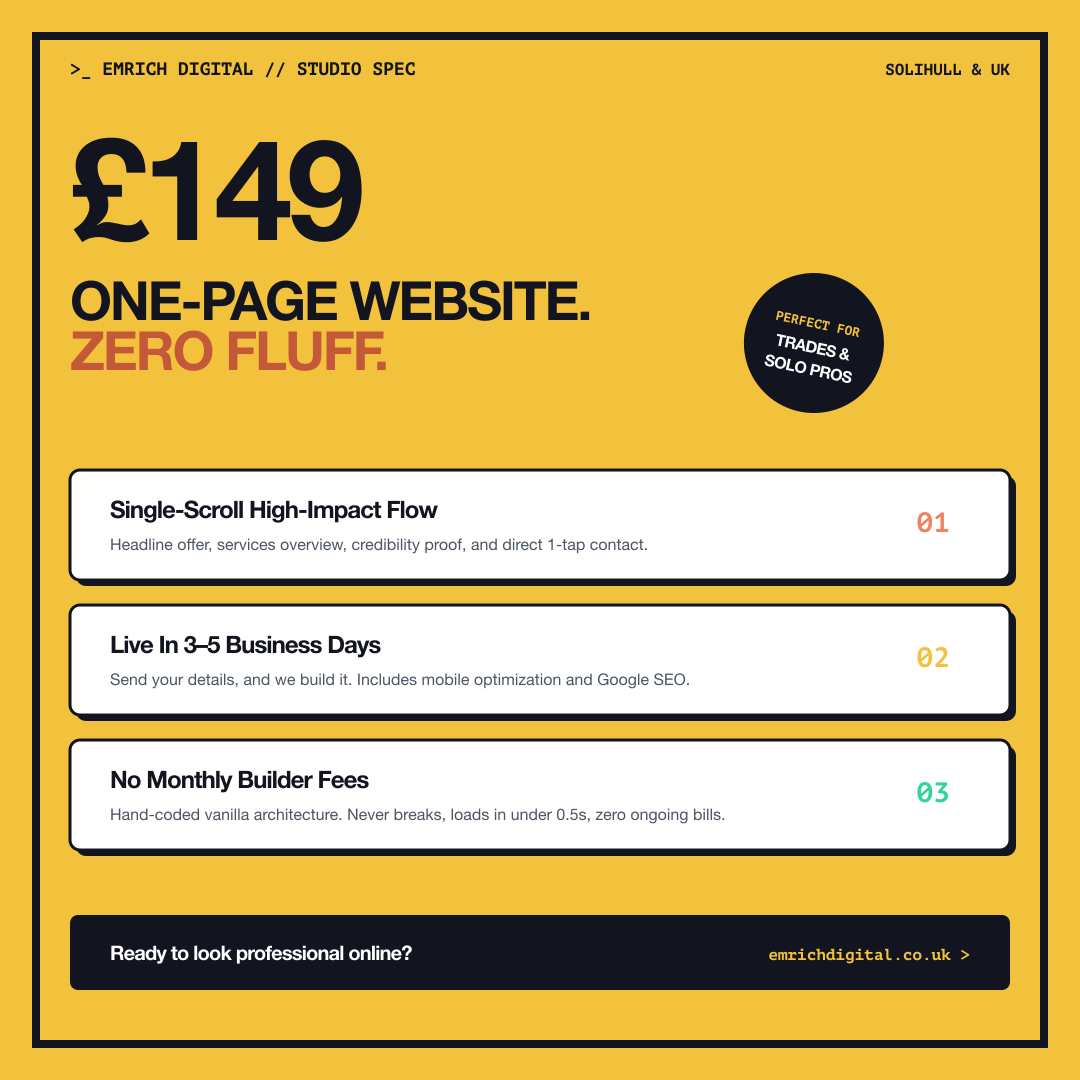 >_ EMRICH DIGITAL // STUDIO SPEC
SOLIHULL & UK
£149
ONE-PAGE WEBSITE.
ZERO FLUFF.
PERFECT FOR
TRADES &
SOLO PROS
Single-Scroll High-Impact Flow
Headline offer, services overview, credibility proof, and direct 1-tap contact.
01
Live In 3–5 Business Days
Send your details, and we build it. Includes mobile optimization and Google SEO.
02
No Monthly Builder Fees
Hand-coded vanilla architecture. Never breaks, loads in under 0.5s, zero ongoing bills.
03
Ready to look professional online?
emrichdigital.co.uk >